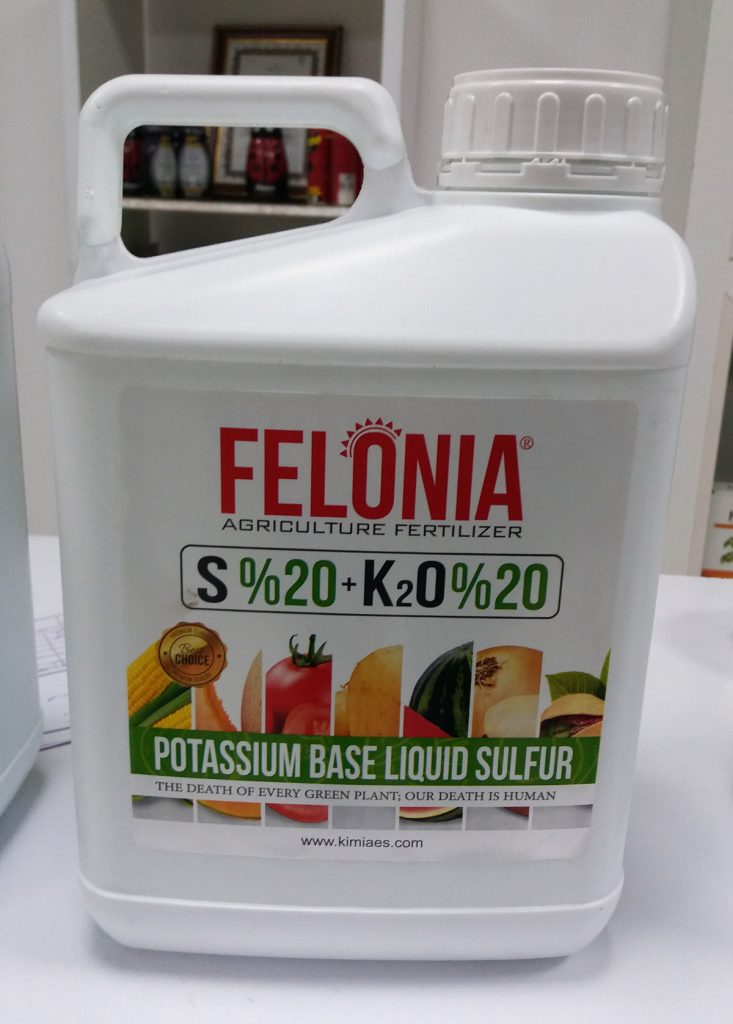 FELONIA®
AGRICULTURE FERTILIZER
S %20 + K2O %20
Best
CHOICE
POTASSIUM BASE LIQUID SULFUR
THE DEATH OF EVERY GREEN PLANT; OUR DEATH IS HUMAN
www.kimiaes.com